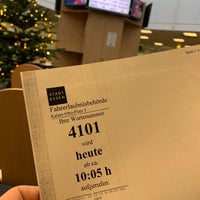 STADT
ESSEN
Fahrerlaubnisbehörde
Ihre Wartenummer
4101
wird
heute
ab ca.
10:05 h
aufgerufen.